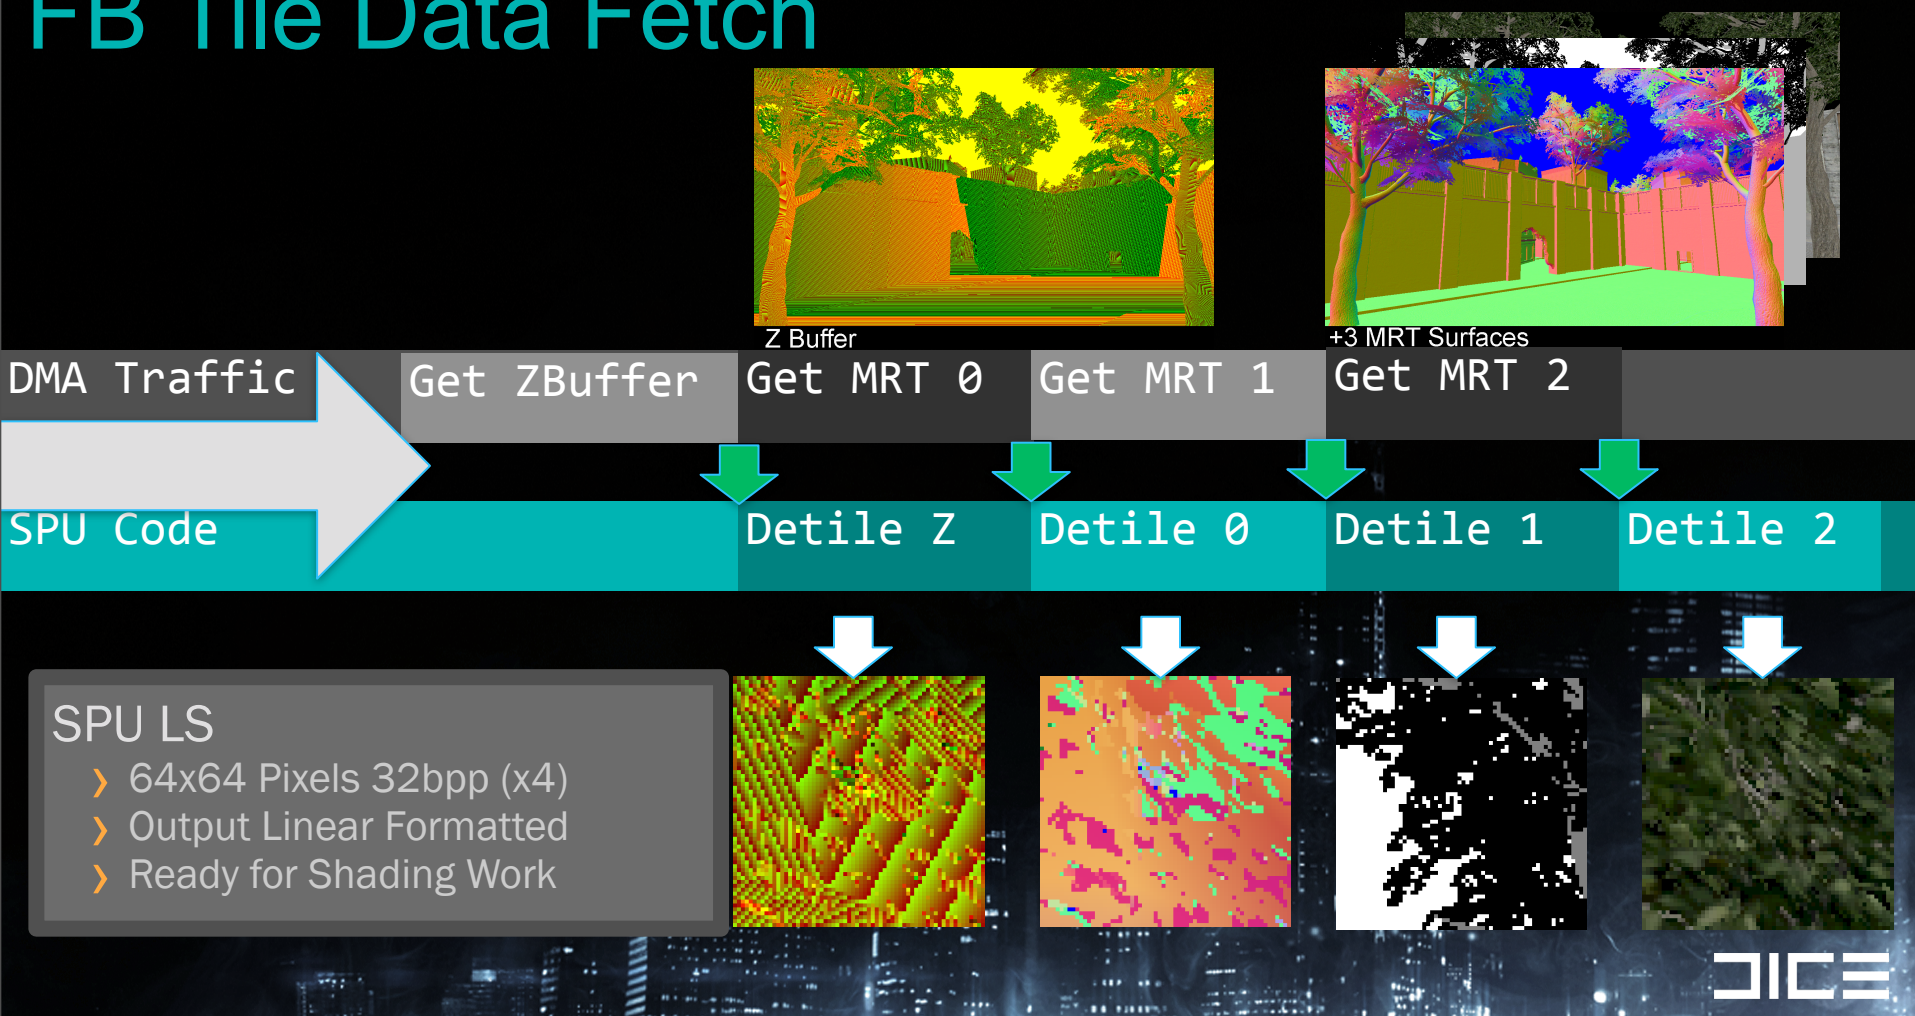 FB Tile Data Fetch
Z Buffer
+3 MRT Surfaces
DMA Traffic
Get ZBuffer
Get MRT 0
Get MRT 1
Get MRT 2
SPU Code
Detile Z
Detile 0
Detile 1
Detile 2
SPU LS
❯ 64x64 Pixels 32bpp (x4)
❯ Output Linear Formatted
❯ Ready for Shading Work
DICE